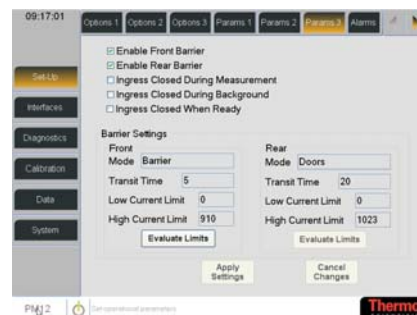 09:17:01
Options 1 Options 2 Options 3 Params 1 Params 2 Params 3 Alarms
Enable Front Barrier
Enable Rear Barrier
Ingress Closed During Measurement
Ingress Closed During Background
Ingress Closed When Ready
Set-Up
Interfaces
Diagnostics
Calibration
Data
System
Barrier Settings
Front
Mode Barrier
Transit Time 5
Low Current Limit 0
High Current Limit 910
Evaluate Limits
Rear
Mode Doors
Transit Time 20
Low Current Limit 0
High Current Limit 1023
Evaluate Limits
Apply Settings
Cancel Changes
PM12
Set operational parameters
Thermo